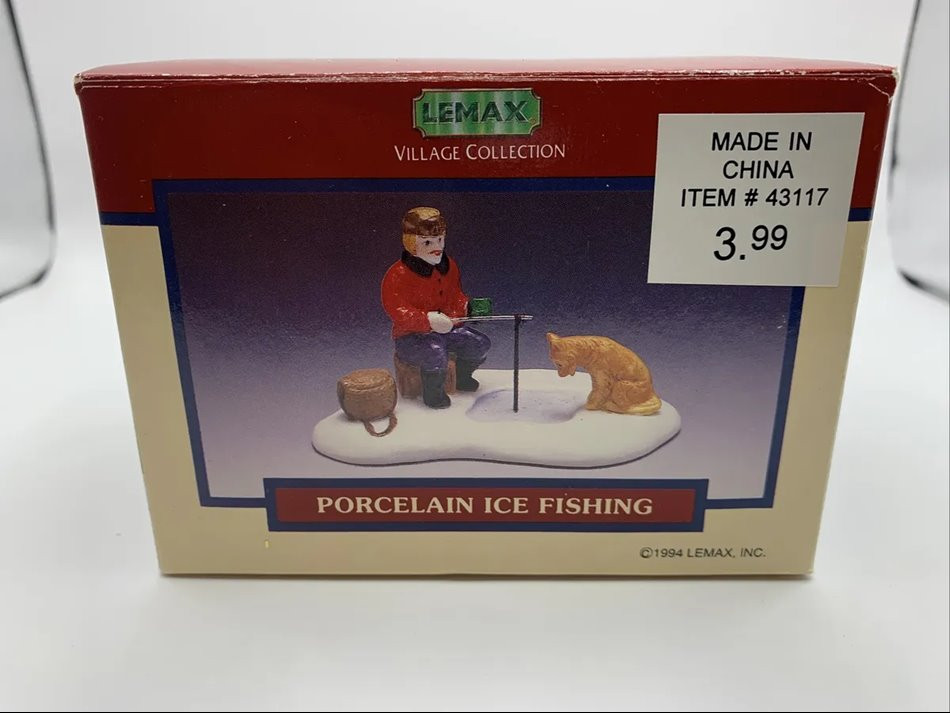 LEMAX
VILLAGE COLLECTION
MADE IN
CHINA
ITEM # 43117
3.99
PORCELAIN ICE FISHING
©1994 LEMAX, INC.